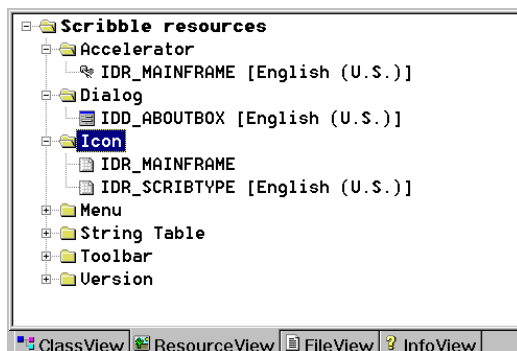 Scribble resources
Accelerator
IDR_MAINFRAME [English (U.S.)]
Dialog
IDD_ABOUTBOX [English (U.S.)]
Icon
IDR_MAINFRAME
IDR_SCRIBTYPE [English (U.S.)]
Menu
String Table
Toolbar
Version
ClassView ResourceView FileView InfoView